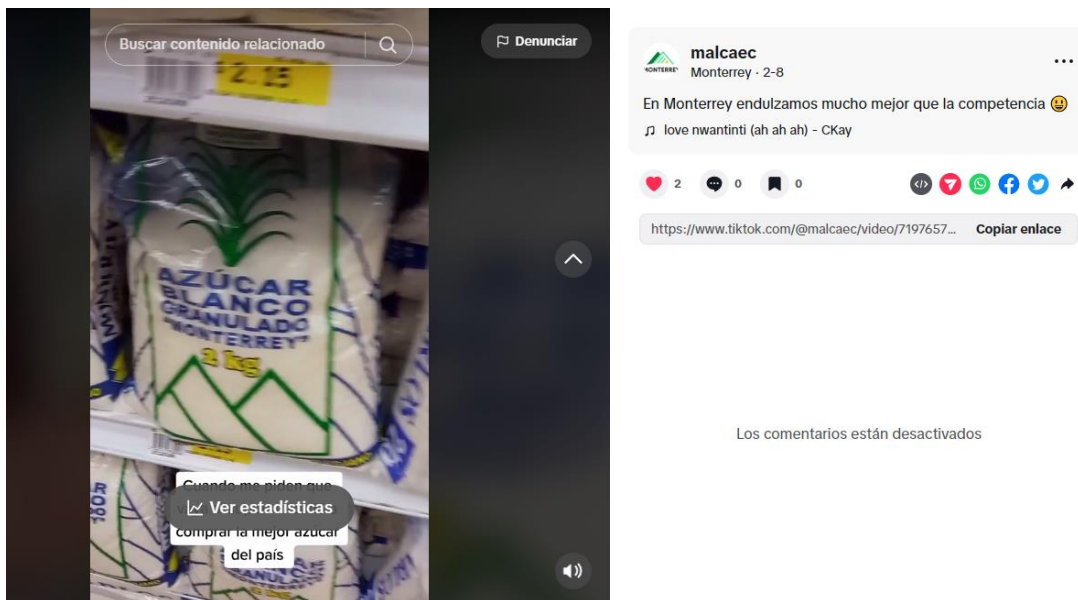 Buscar contenido relacionado
Denunciar
2.15
AZÚCAR
BLANCO
GRANULADO
"MONTERREY"
2 kg
Cuando me piden que
Ver estadísticas
comprar la mejor azúcar
del país
MONTERREY
malcaec
Monterrey · 2-8
En Monterrey endulzamos mucho mejor que la competencia 😃
love nwantinti (ah ah ah) - CKay
2
0
0
https://www.tiktok.com/@malcaec/video/7197657...
Copiar enlace
Los comentarios están desactivados